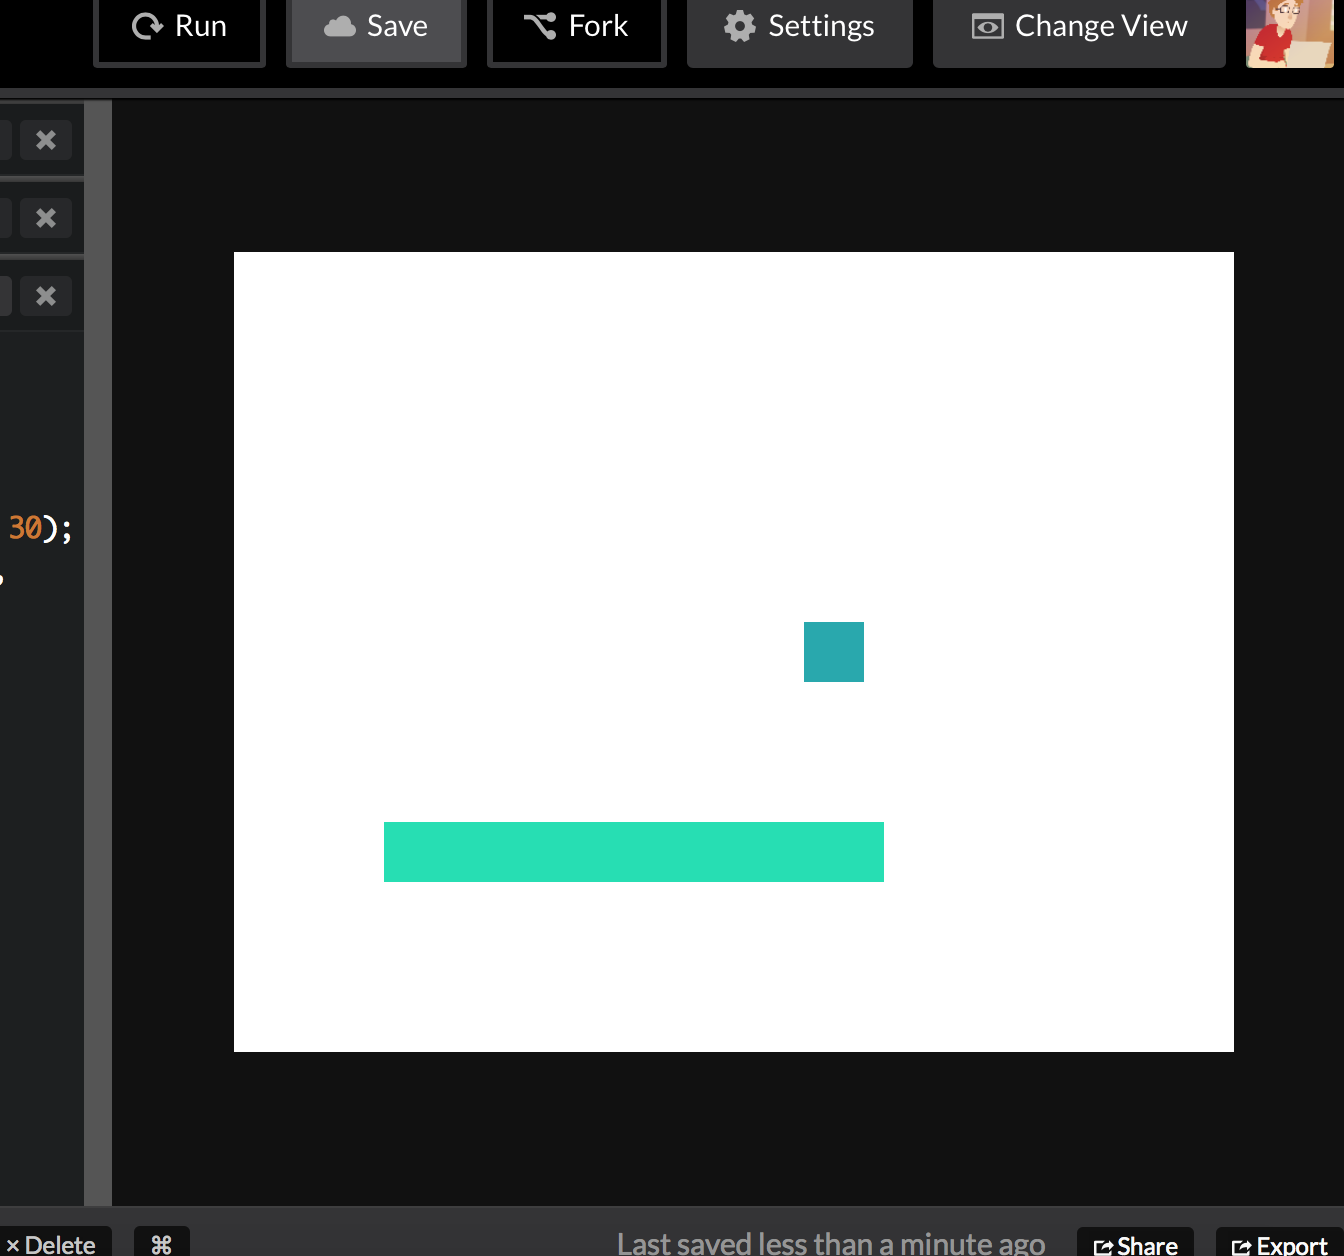 Run Save Fork Settings Change View
30);
,
× Delete ⌘ Last saved less than a minute ago Share Export